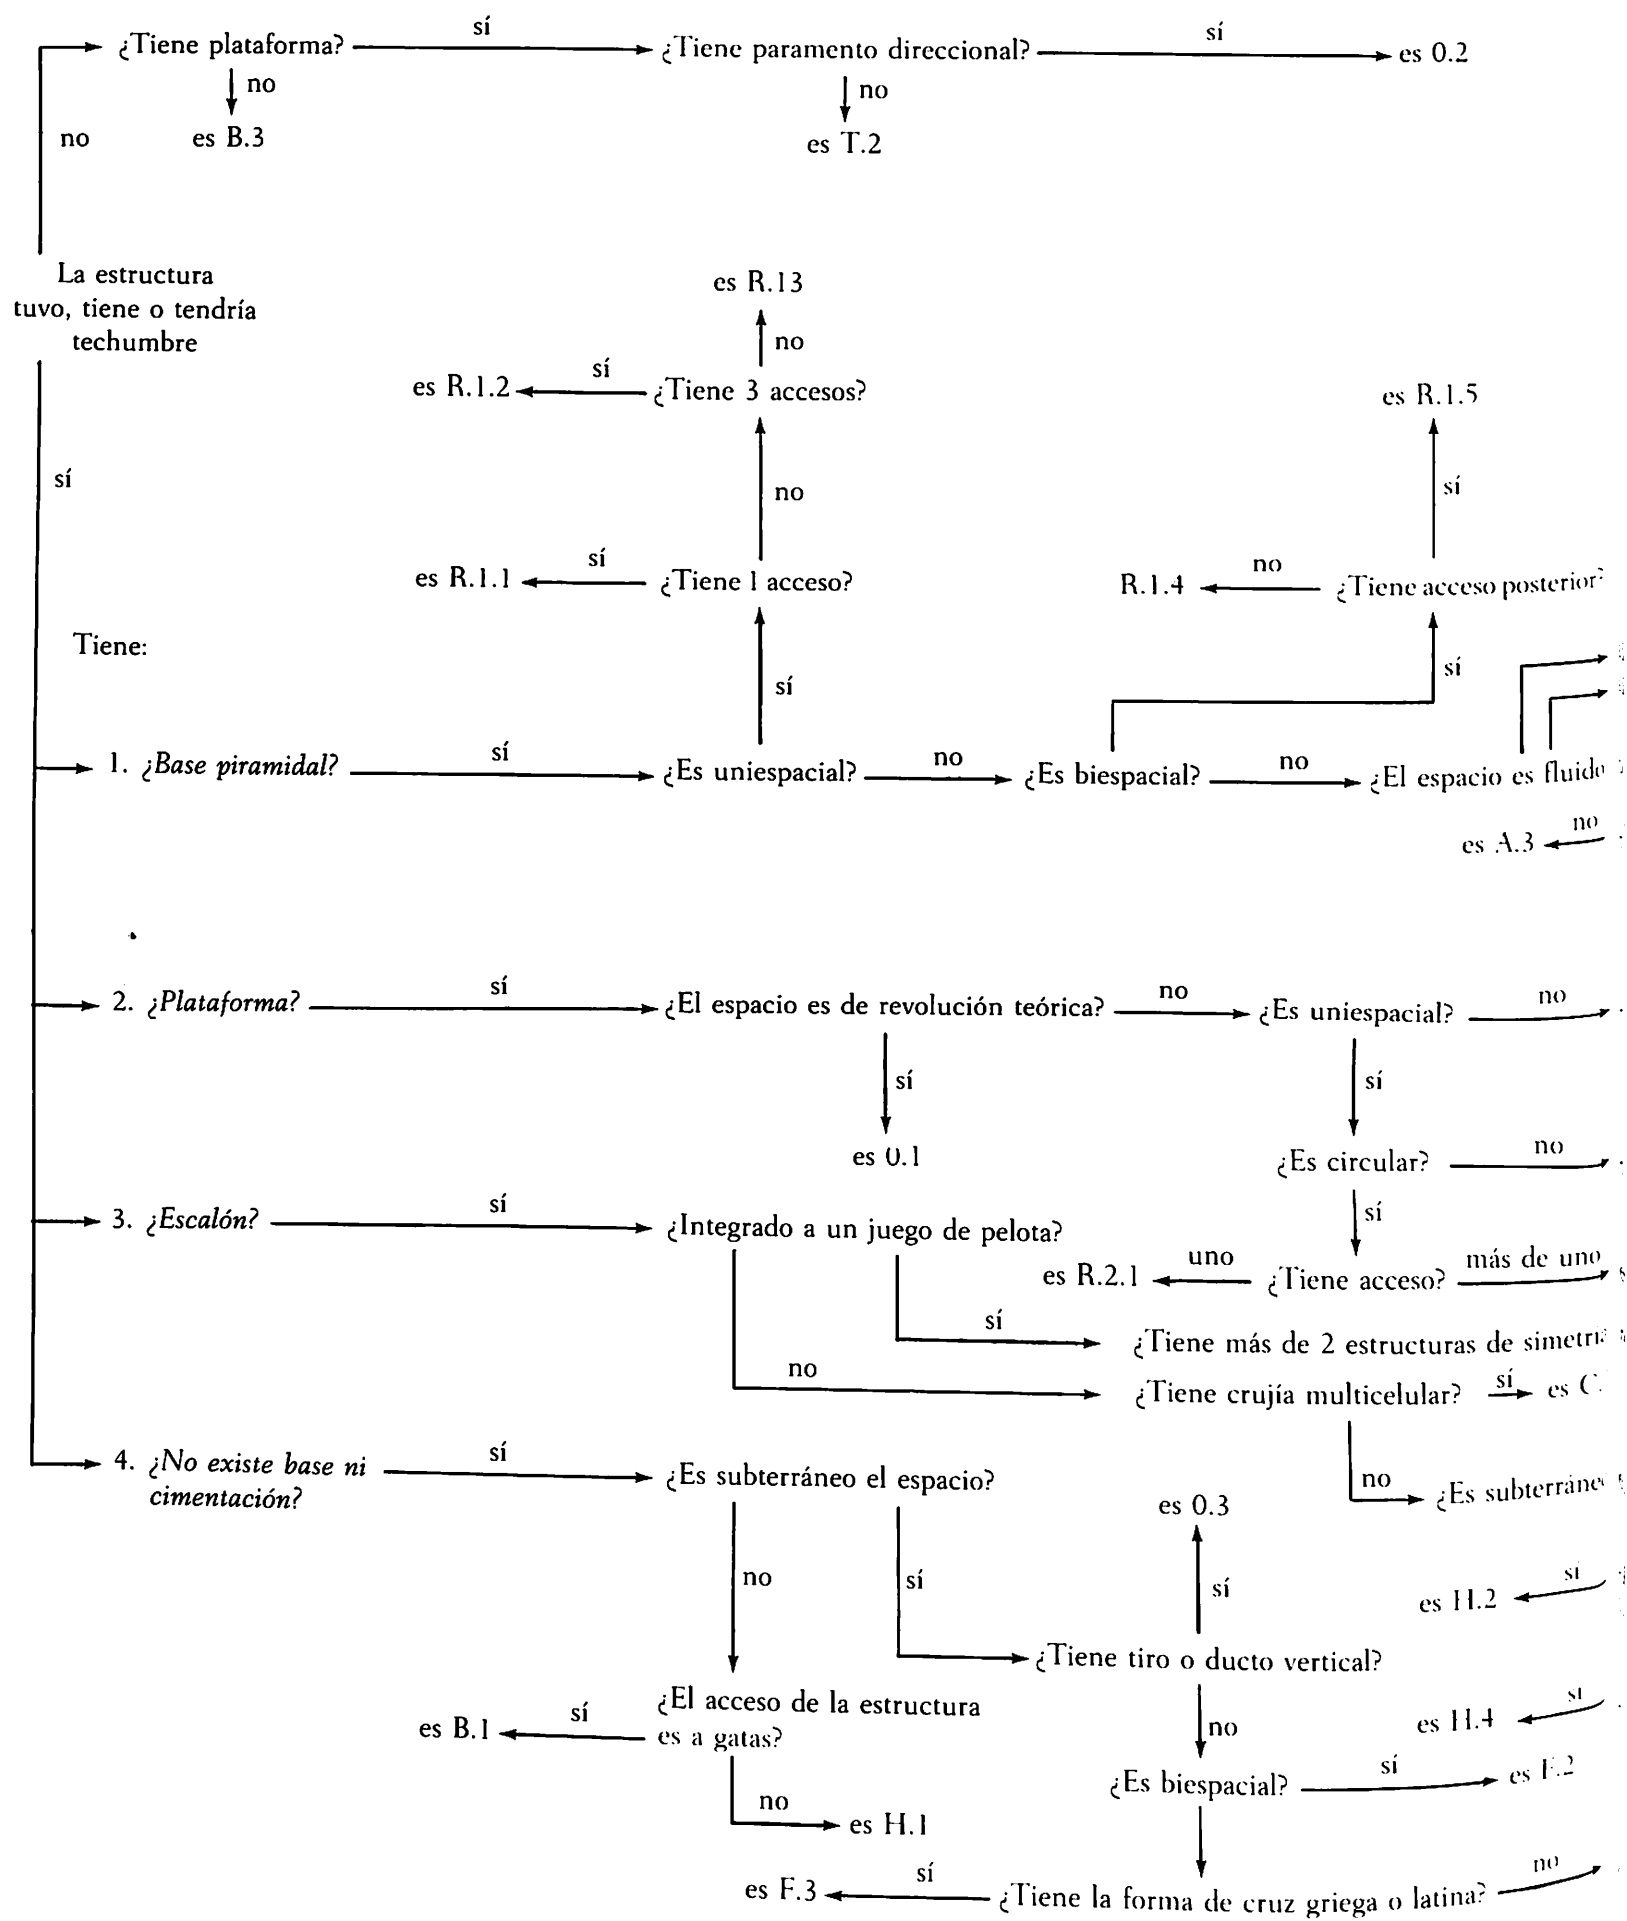 ¿Tiene plataforma?
sí
¿Tiene paramento direccional?
sí
es 0.2
no
es B.3
no
es T.2
no
La estructura
tuvo, tiene o tendría
techumbre
es R.13
no
es R.1.2
sí
¿Tiene 3 accesos?
es R.1.5
sí
no
sí
es R.1.1
sí
¿Tiene 1 acceso?
R.1.4
no
¿Tiene acceso posterior?
Tiene:
sí
sí
1. ¿Base piramidal?
sí
¿Es uniespacial?
no
¿Es biespacial?
no
¿El espacio es fluido
es A.3
no
2. ¿Plataforma?
sí
¿El espacio es de revolución teórica?
no
¿Es uniespacial?
no
sí
sí
es 0.1
¿Es circular?
no
sí
3. ¿Escalón?
sí
¿Integrado a un juego de pelota?
es R.2.1
uno
¿Tiene acceso?
más de uno
sí
¿Tiene más de 2 estructuras de
no
¿Tiene crujía multicelular?
sí
es C.
4. ¿No existe base ni
cimentación?
sí
¿Es subterráneo el espacio?
no
¿Es subterráneo
es 0.3
no
sí
sí
es H.2
sí
¿Tiene tiro o ducto vertical?
¿El acceso de la estructura
es a gatas?
sí
es B.1
no
es H.4
sí
¿Es biespacial?
sí
es F.2
no
es H.1
es F.3
sí
¿Tiene la forma de cruz griega o latina?
no